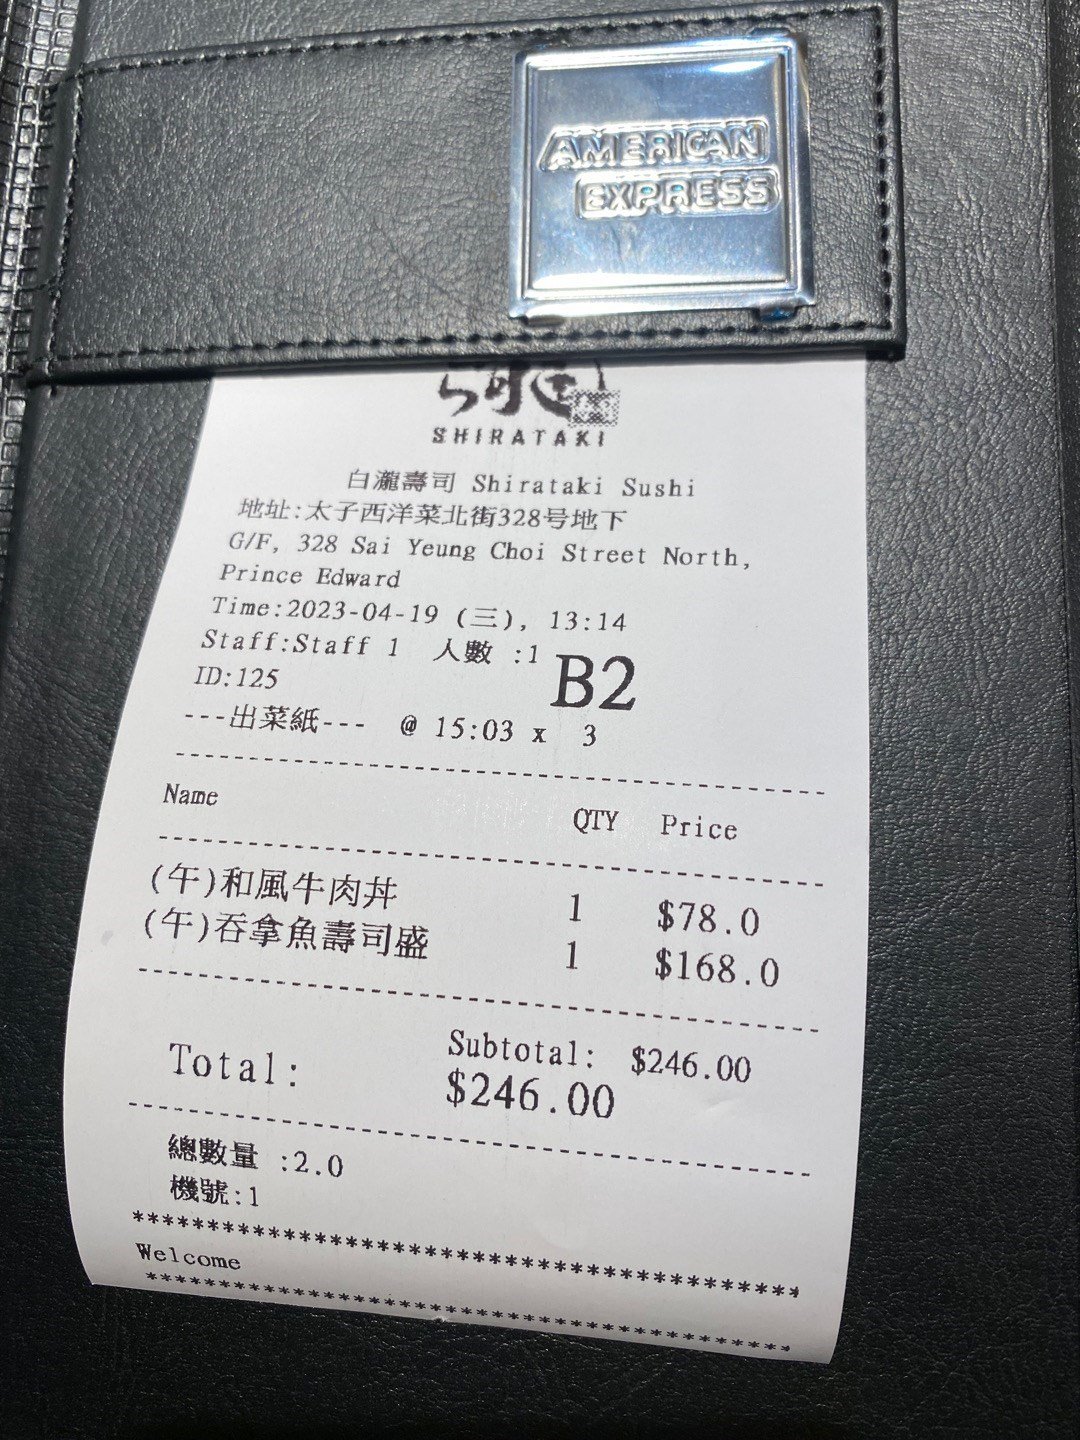 AMERICAN
EXPRESS
SHIRATAKI
白瀧壽司 Shirataki Sushi
地址:太子西洋菜北街328号地下
G/F, 328 Sai Yeung Choi Street North,
Prince Edward
Time:2023-04-19 (三), 13:14
Staff:Staff 1 人數 :1
B2
ID:125
---出菜紙--- @ 15:03 x 3
Name QTY Price
(午)和風牛肉丼 1 $78.0
(午)吞拿魚壽司盛 1 $168.0
Subtotal: $246.00
Total: $246.00
總數量 :2.0
機號:1
Welcome